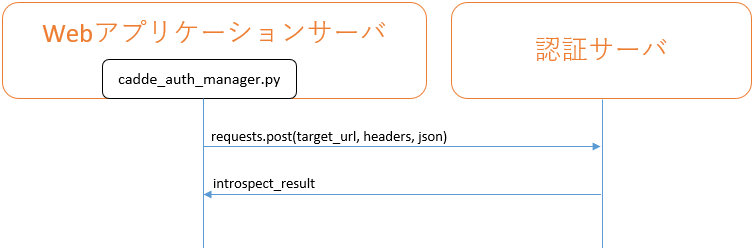 Webアプリケーションサーバ
cadde_auth_manager.py
認証サーバ
requests.post(target_url, headers, json)
introspect_result